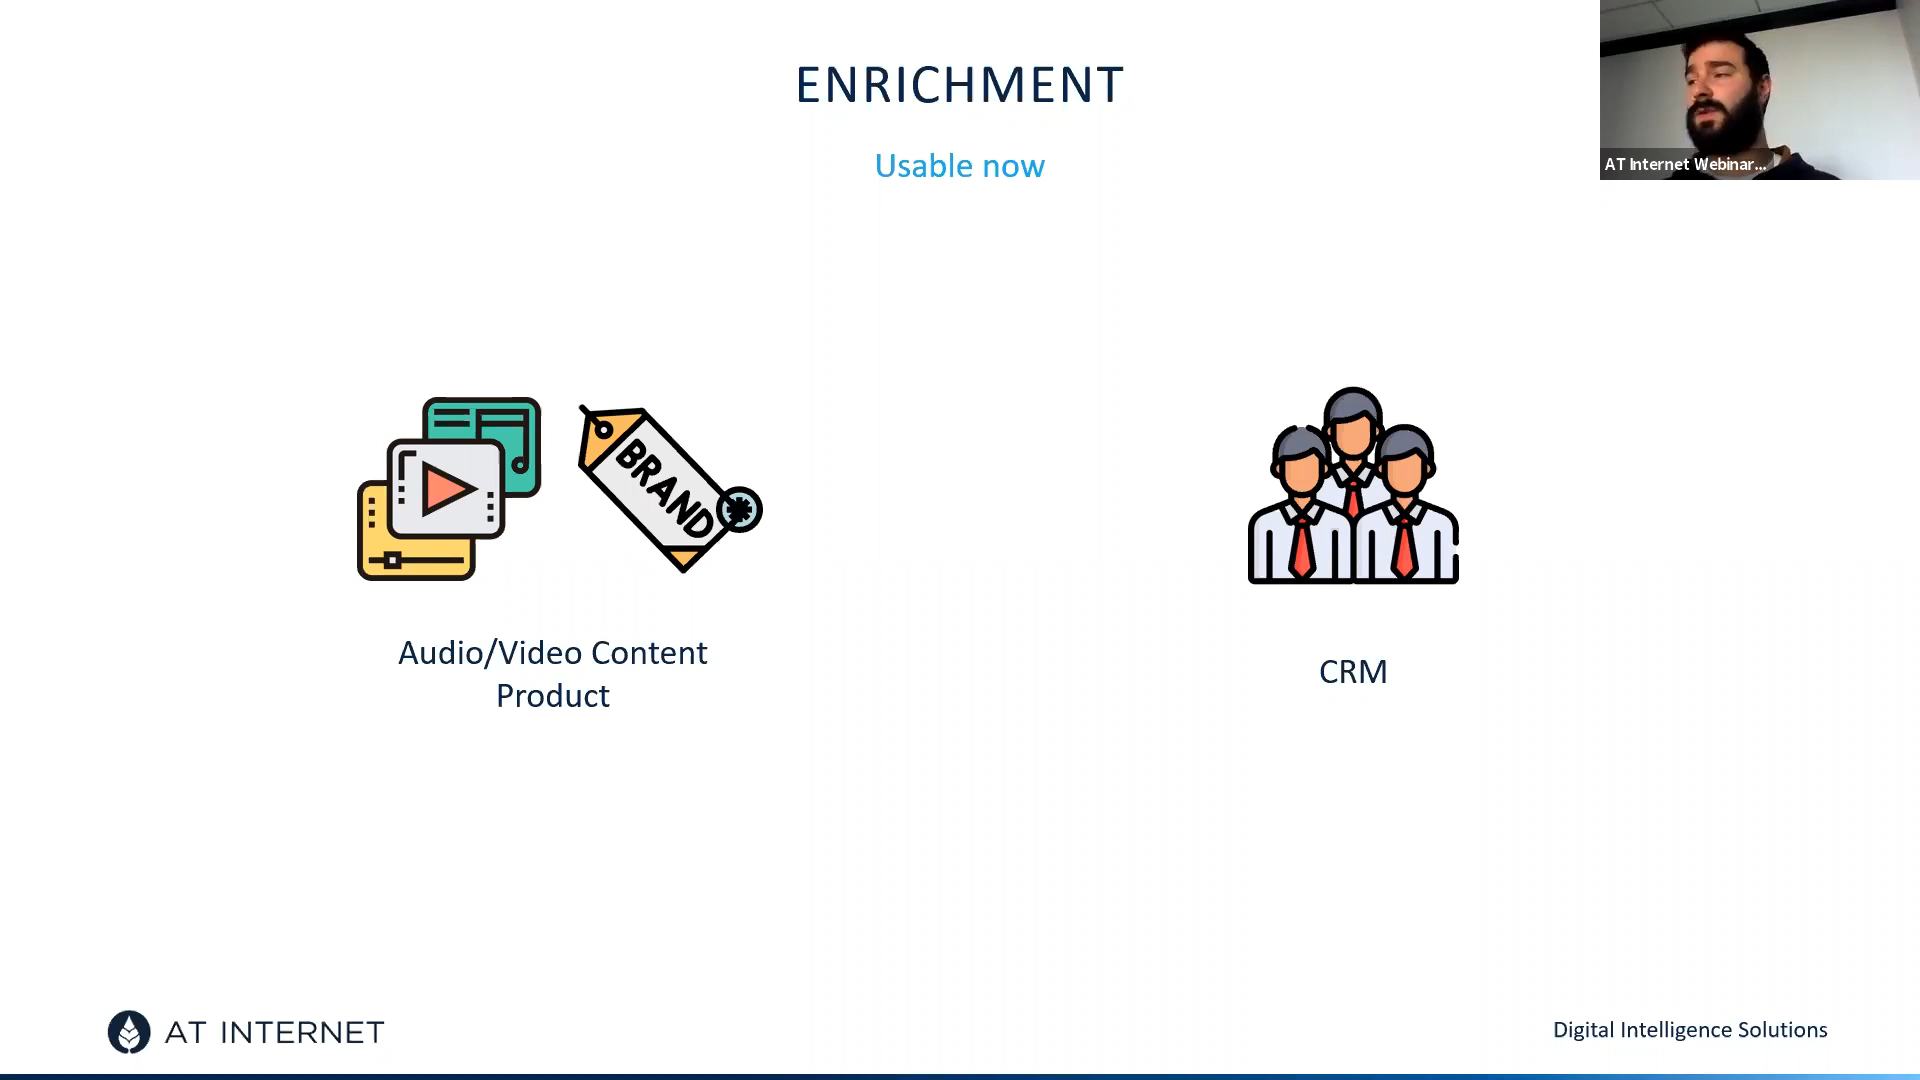 ENRICHMENT
Usable now
AT Internet Webinar...
BRAND
Audio/Video Content
Product
CRM
AT INTERNET
Digital Intelligence Solutions